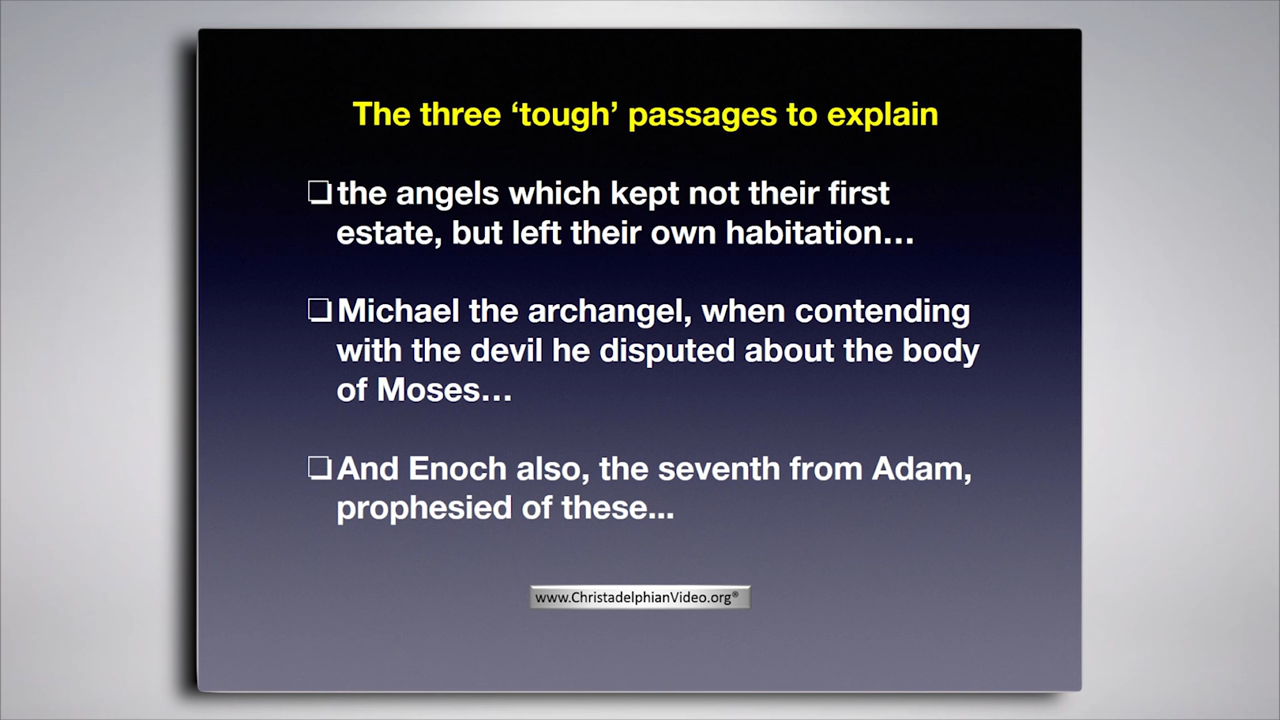 The three ‘tough’ passages to explain
❏the angels which kept not their first
estate, but left their own habitation…
❏Michael the archangel, when contending
with the devil he disputed about the body
of Moses…
❏And Enoch also, the seventh from Adam,
prophesied of these...
www.ChristadelphianVideo.org®